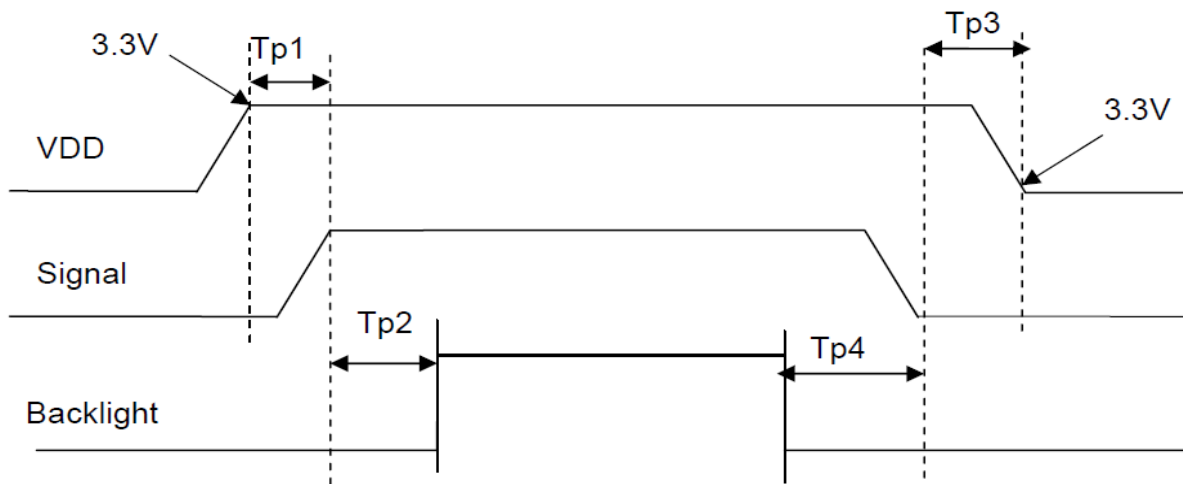 3.3V
Tp1
Tp3
3.3V
VDD
Signal
Tp2
Tp4
Backlight